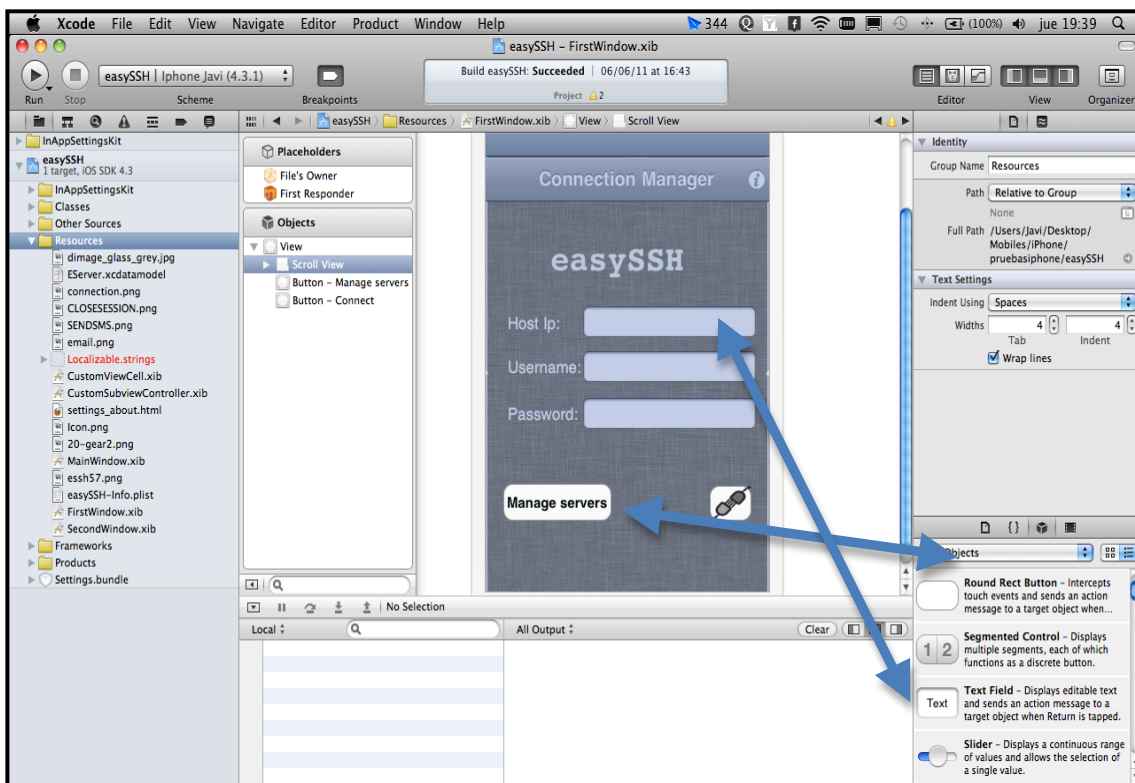 Xcode File Edit View Navigate Editor Product Window Help 344 (100%) jue 19:39
easySSH – FirstWindow.xib
easySSH | Iphone Javi (4.3.1)
Build easySSH: Succeeded | 06/06/11 at 16:43
Project 2
Run Stop Scheme Breakpoints Editor View Organizer
easySSH Resources FirstWindow.xib View Scroll View
InAppSettingsKit
easySSH
1 target, iOS SDK 4.3
InAppSettingsKit
Classes
Other Sources
Resources
dimage_glass_grey.jpg
EServer.xcdatamodel
connection.png
CLOSESESSION.png
SENDSMS.png
email.png
Localizable.strings
CustomViewCell.xib
CustomSubviewController.xib
settings_about.html
Icon.png
20-gear2.png
MainWindow.xib
essh57.png
easySSH-Info.plist
FirstWindow.xib
SecondWindow.xib
Frameworks
Products
Settings.bundle
Placeholders
File's Owner
First Responder
Objects
View
Scroll View
Button – Manage servers
Button – Connect
Connection Manager
easySSH
Host Ip:
Username:
Password:
Manage servers
No Selection
Local
All Output
Clear
Identity
Group Name Resources
Path Relative to Group
None
Full Path /Users/Javi/Desktop/
Mobiles/iPhone/
pruebasiphone/easySSH
Text Settings
Indent Using Spaces
Widths 4 4
Tab Indent
Wrap lines
{}
bjects
Round Rect Button – Intercepts
touch events and sends an action
message to a target object when...
1 2
Segmented Control – Displays
multiple segments, each of which
functions as a discrete button.
Text
Text Field – Displays editable text
and sends an action message to a
target object when Return is tapped.
Slider – Displays a continuous range
of values and allows the selection of
a single value.